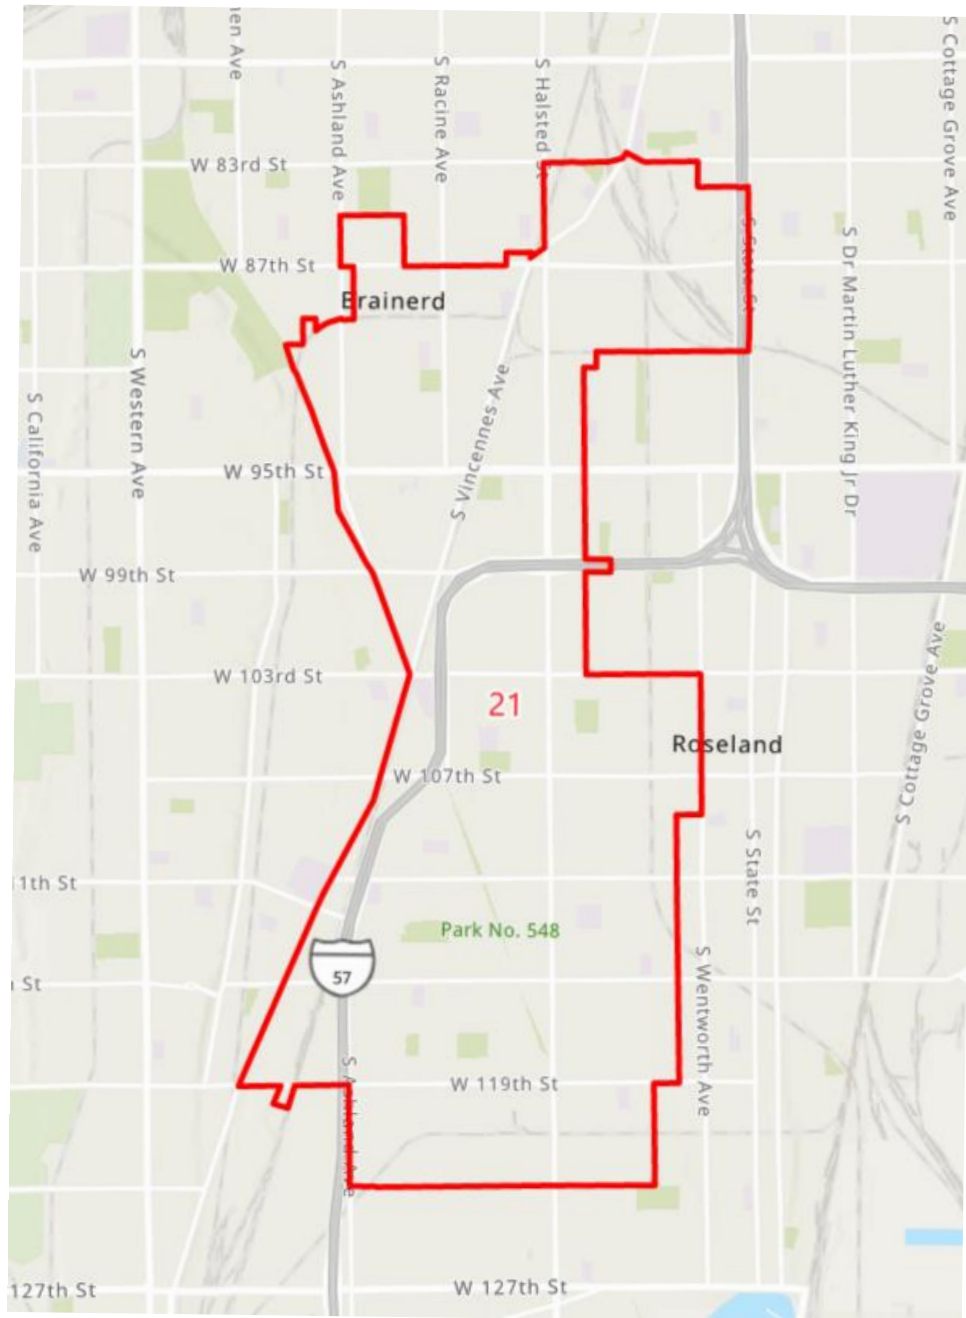 en Ave
S Ashland Ave
S Racine Ave
S Halsted St
S Cottage Grove Ave
W 83rd St
S State St
S Dr Martin Luther King Jr Dr
W 87th St
Brainerd
S Western Ave
S California Ave
S Vincennes Ave
W 95th St
W 99th St
W 103rd St
21
Roseland
S Cottage Grove Ave
W 107th St
S State St
1th St
Park No. 548
57
St
S Wentworth Ave
S Ashland Ave
W 119th St
127th St
W 127th St